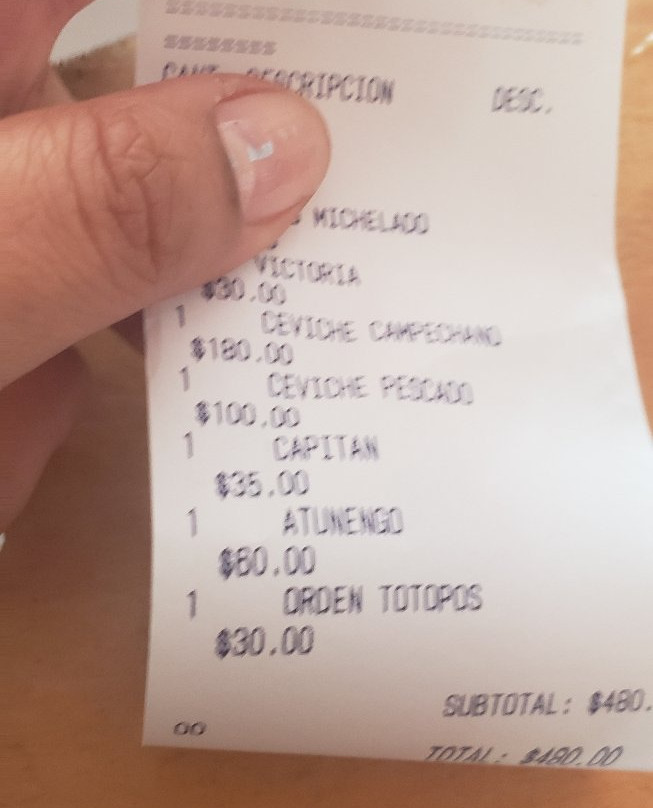 ================================
========
CANT DESCRIPCION DESC.
MICHELADO
VICTORIA
$30.00
1 CEVICHE CAMPECHANO
$180.00
1 CEVICHE PESCADO
$100.00
1 CAPITAN
$35.00
1 ATUNENGO
$60.00
1 ORDEN TOTOPOS
$30.00
SUBTOTAL: $480.
00
TOTAL: $480.00